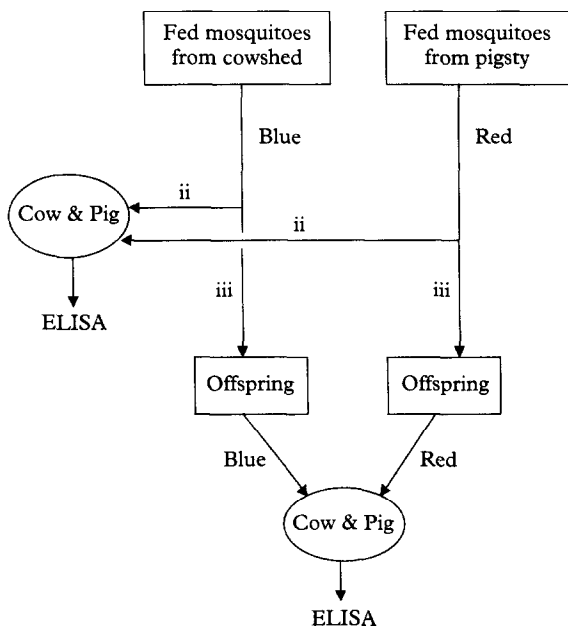 Fed mosquitoes
from cowshed
Fed mosquitoes
from pigsty
Blue
Red
ii
Cow & Pig
ii
iii
iii
ELISA
Offspring
Offspring
Blue
Red
Cow & Pig
ELISA